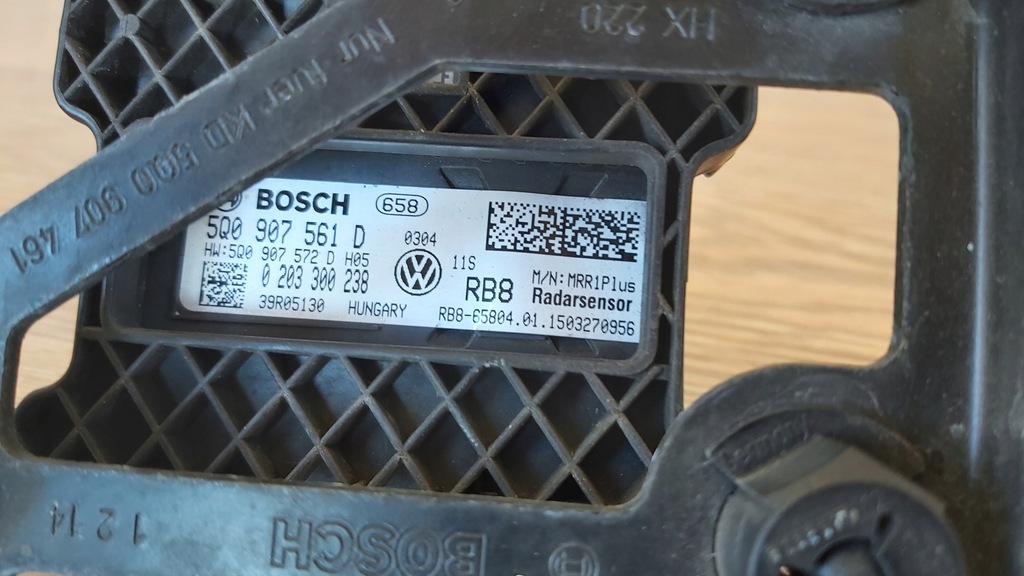 HX 220
Nur fuer KD 5Q0 907 461
BOSCH 658
5Q0 907 561 D 0304
HW:5Q0 907 572 D H05
0 203 300 238
11S
RB8
M/N: MRR1Plus
Radarsensor
39R05130 HUNGARY
RB8-65804.01.1503270956
1 2 14
BOSCH